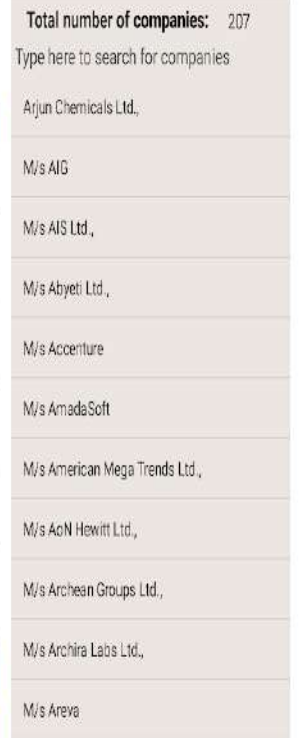 Total number of companies: 207
Type here to search for companies
Arjun Chemicals Ltd.,
M/s AIG
M/s AIS Ltd.,
M/s Abyeti Ltd.,
M/s Accenture
M/s AmadaSoft
M/s American Mega Trends Ltd.,
M/s AoN Hewitt Ltd.,
M/s Archean Groups Ltd.,
M/s Archira Labs Ltd.,
M/s Areva